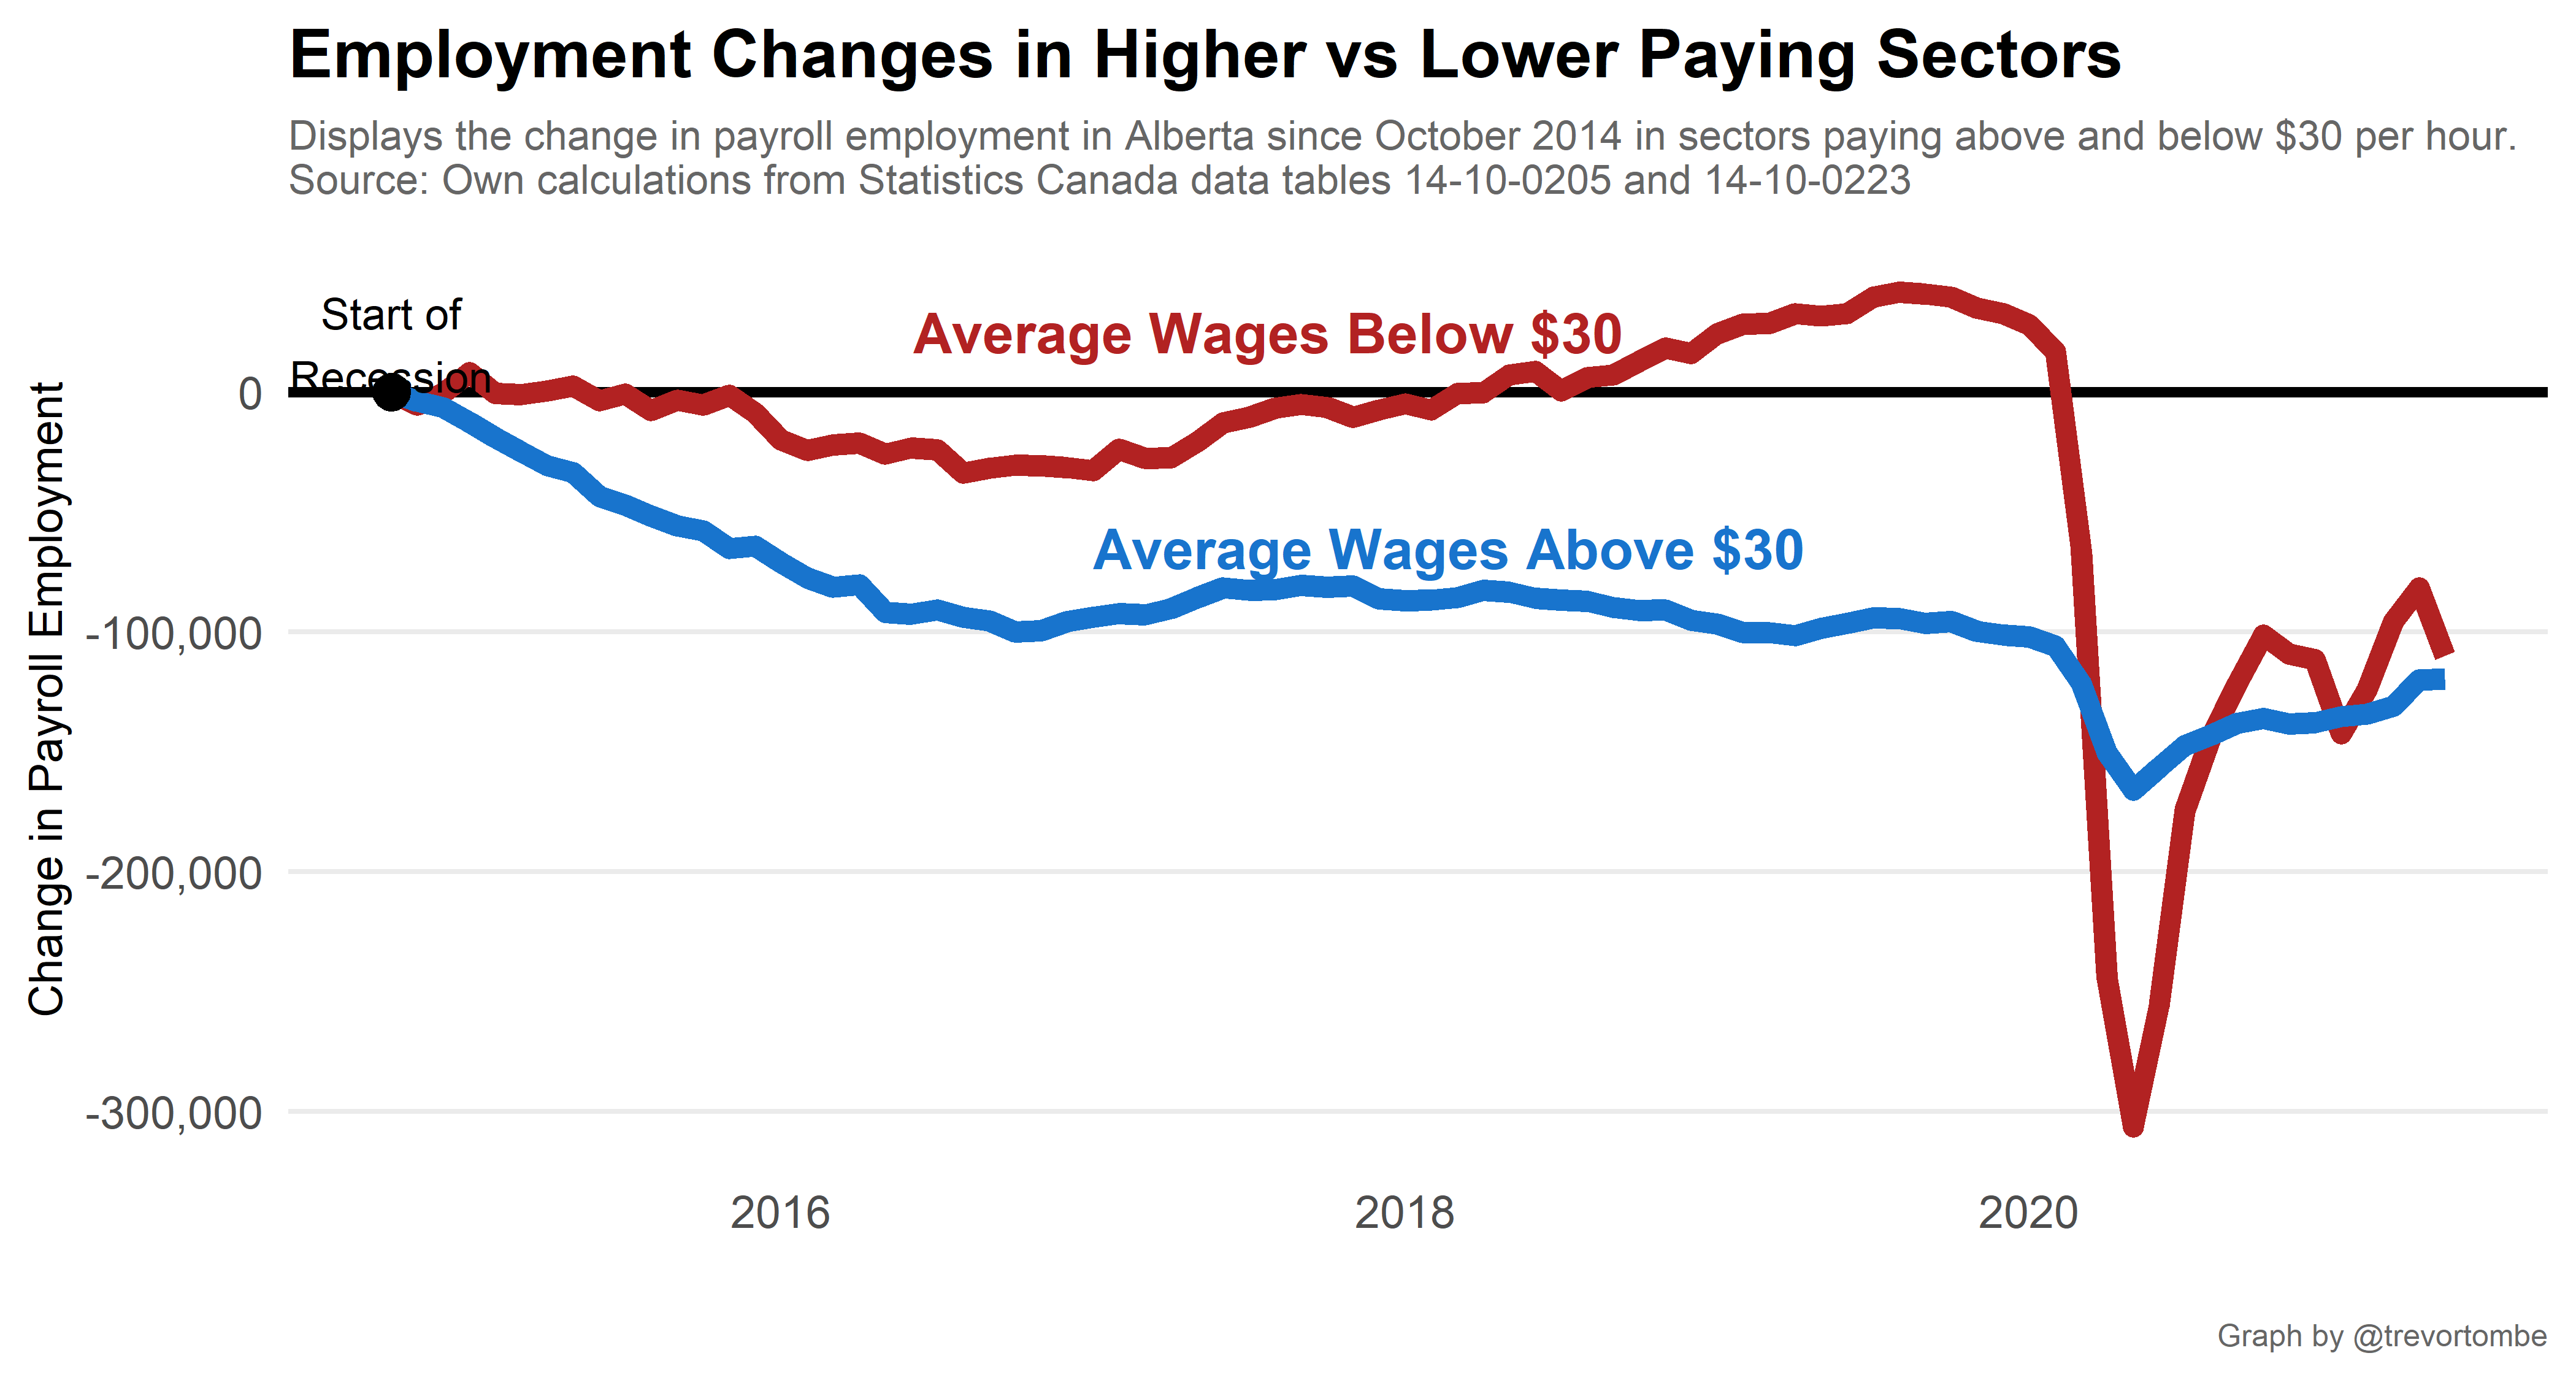 Employment Changes in Higher vs Lower Paying Sectors
Displays the change in payroll employment in Alberta since October 2014 in sectors paying above and below $30 per hour.
Source: Own calculations from Statistics Canada data tables 14-10-0205 and 14-10-0223
Start of
Recession
Average Wages Below $30
Average Wages Above $30
Change in Payroll Employment
0
-100,000
-200,000
-300,000
2016
2018
2020
Graph by @trevortombe